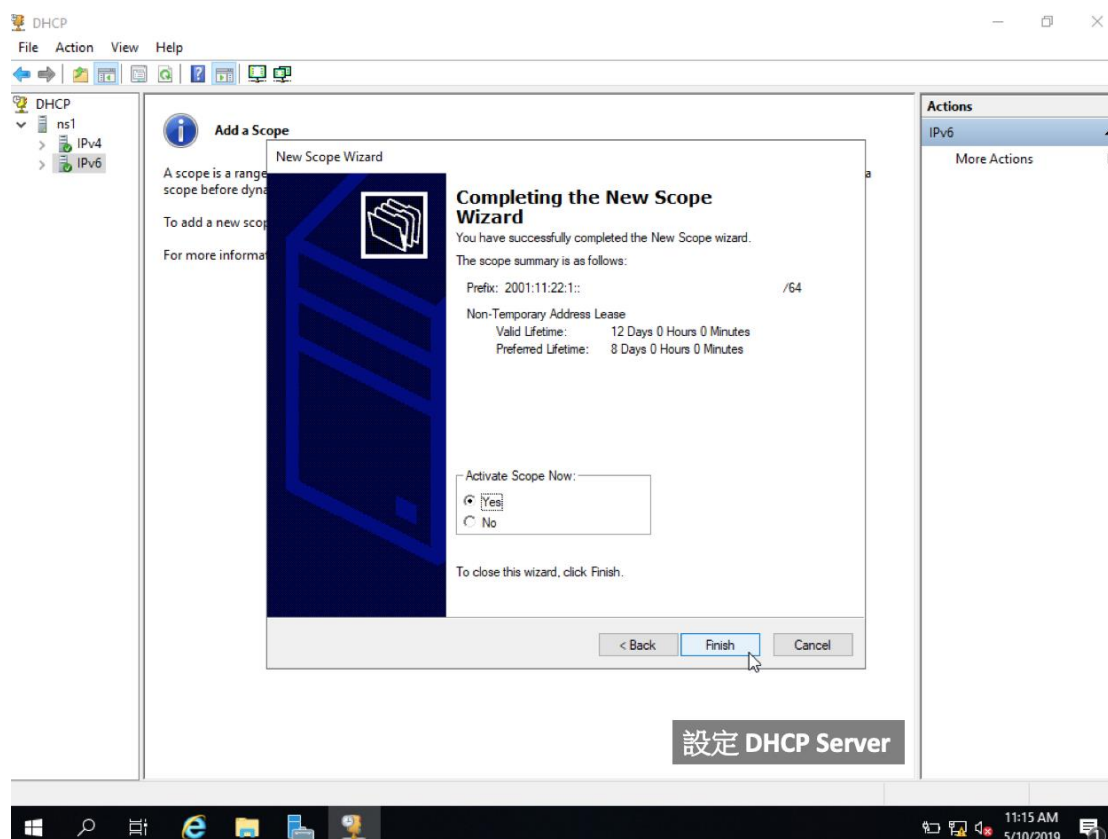 DHCP
File Action View Help
DHCP
ns1
IPv4
IPv6
Add a Scope
A scope is a range
a
scope before dyna
To add a new scop
For more informat
New Scope Wizard
Completing the New Scope
Wizard
You have successfully completed the New Scope wizard.
The scope summary is as follows:
Prefix: 2001:11:22:1:: /64
Non-Temporary Address Lease
Valid Lifetime: 12 Days 0 Hours 0 Minutes
Preferred Lifetime: 8 Days 0 Hours 0 Minutes
Activate Scope Now:
Yes
No
To close this wizard, click Finish.
< Back Finish Cancel
Actions
IPv6
More Actions
設定 DHCP Server
11:15 AM
5/10/2019